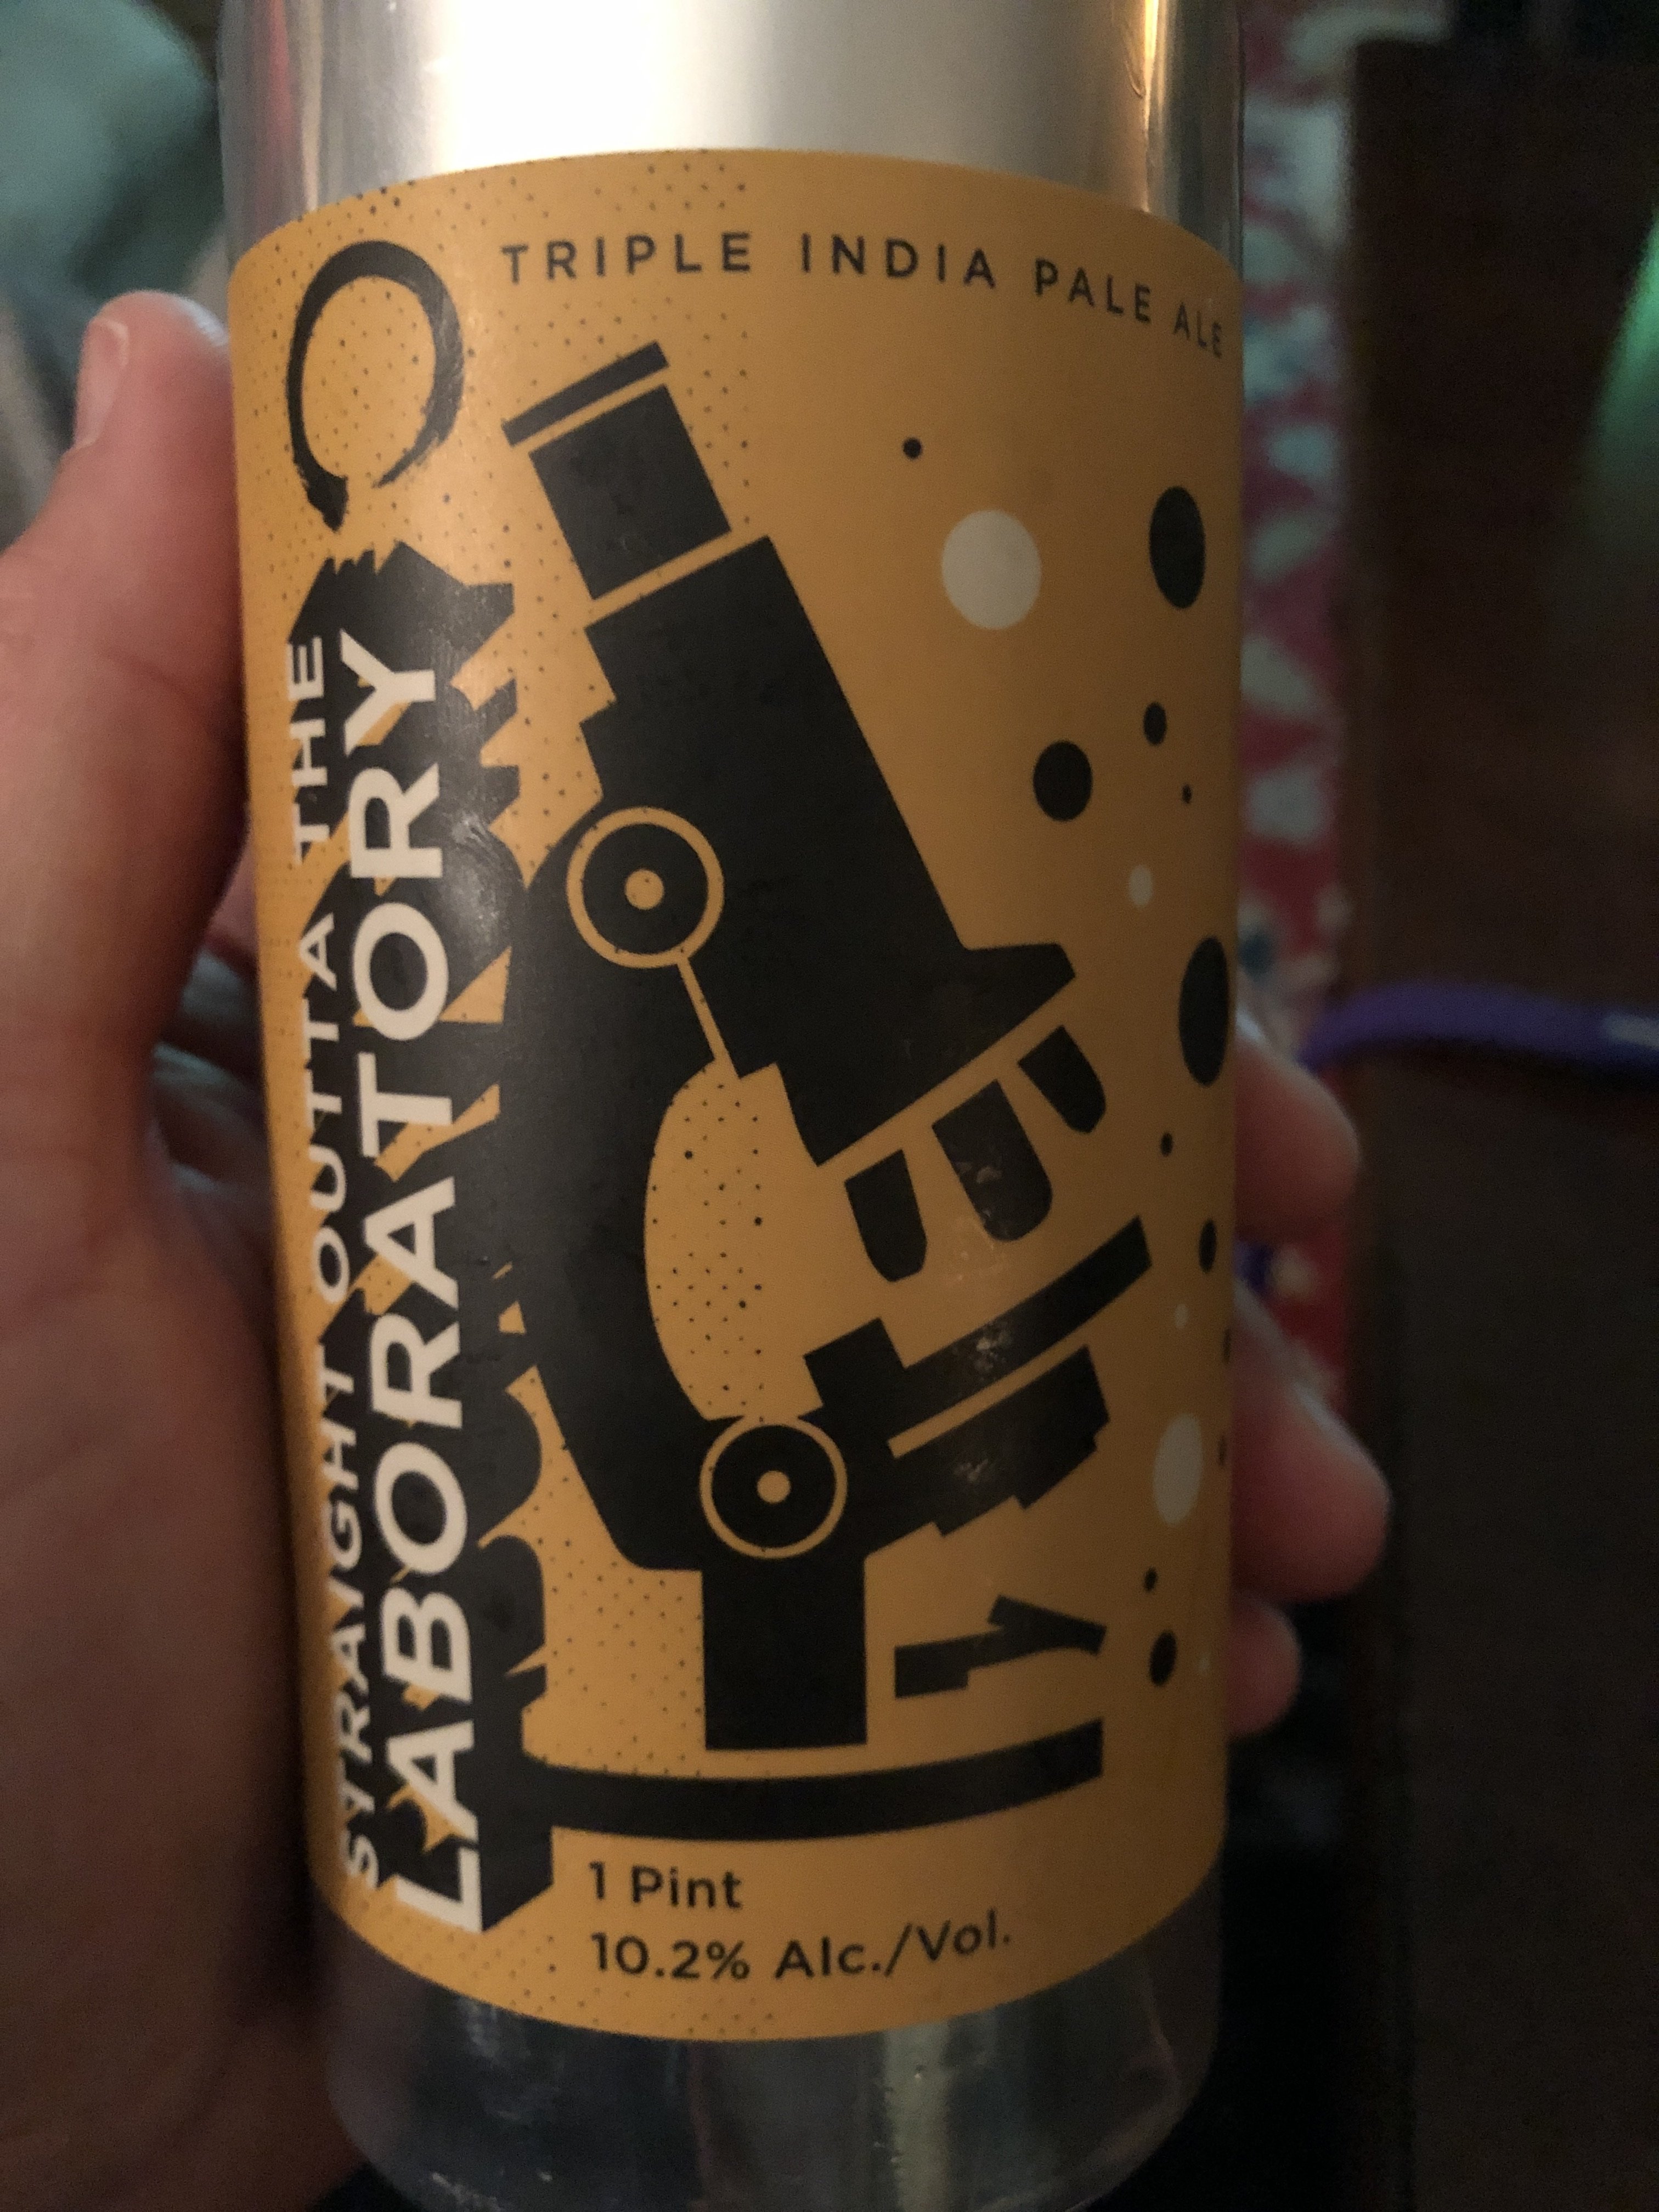 TRIPLE INDIA PALE ALE
STRAIGHT OUTTA THE
LABORATORY
1 Pint
10.2% Alc./Vol.